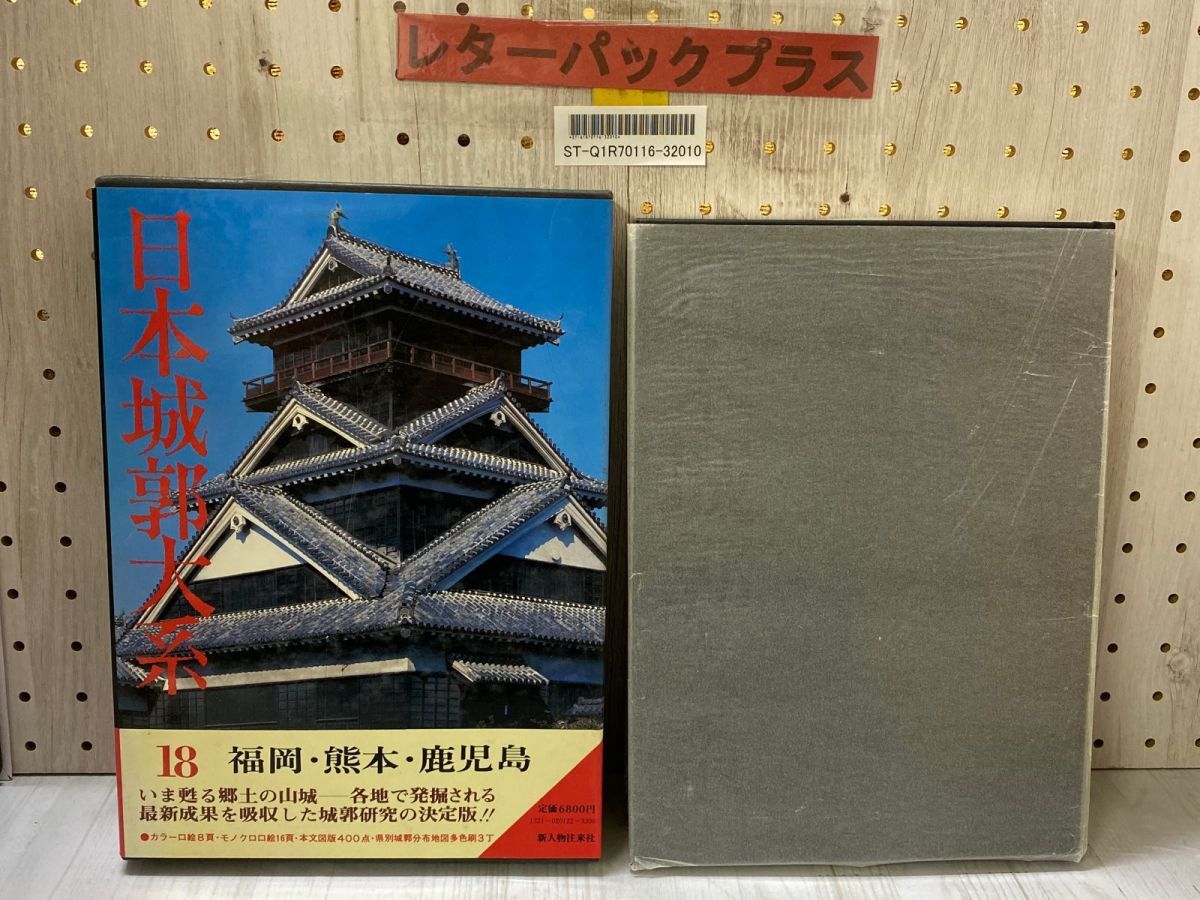 レターパックプラス
ST-Q1R70116-32010
日本城郭大系
18 福岡・熊本・鹿児島
いま甦る郷土の山城――各地で発掘される
最新成果を吸収した城郭研究の決定版!!
●カラー口絵8頁・モノクロ口絵16頁・本文図版400点・県別城郭分布地図多色刷3丁
定価6800円
新人物往来社